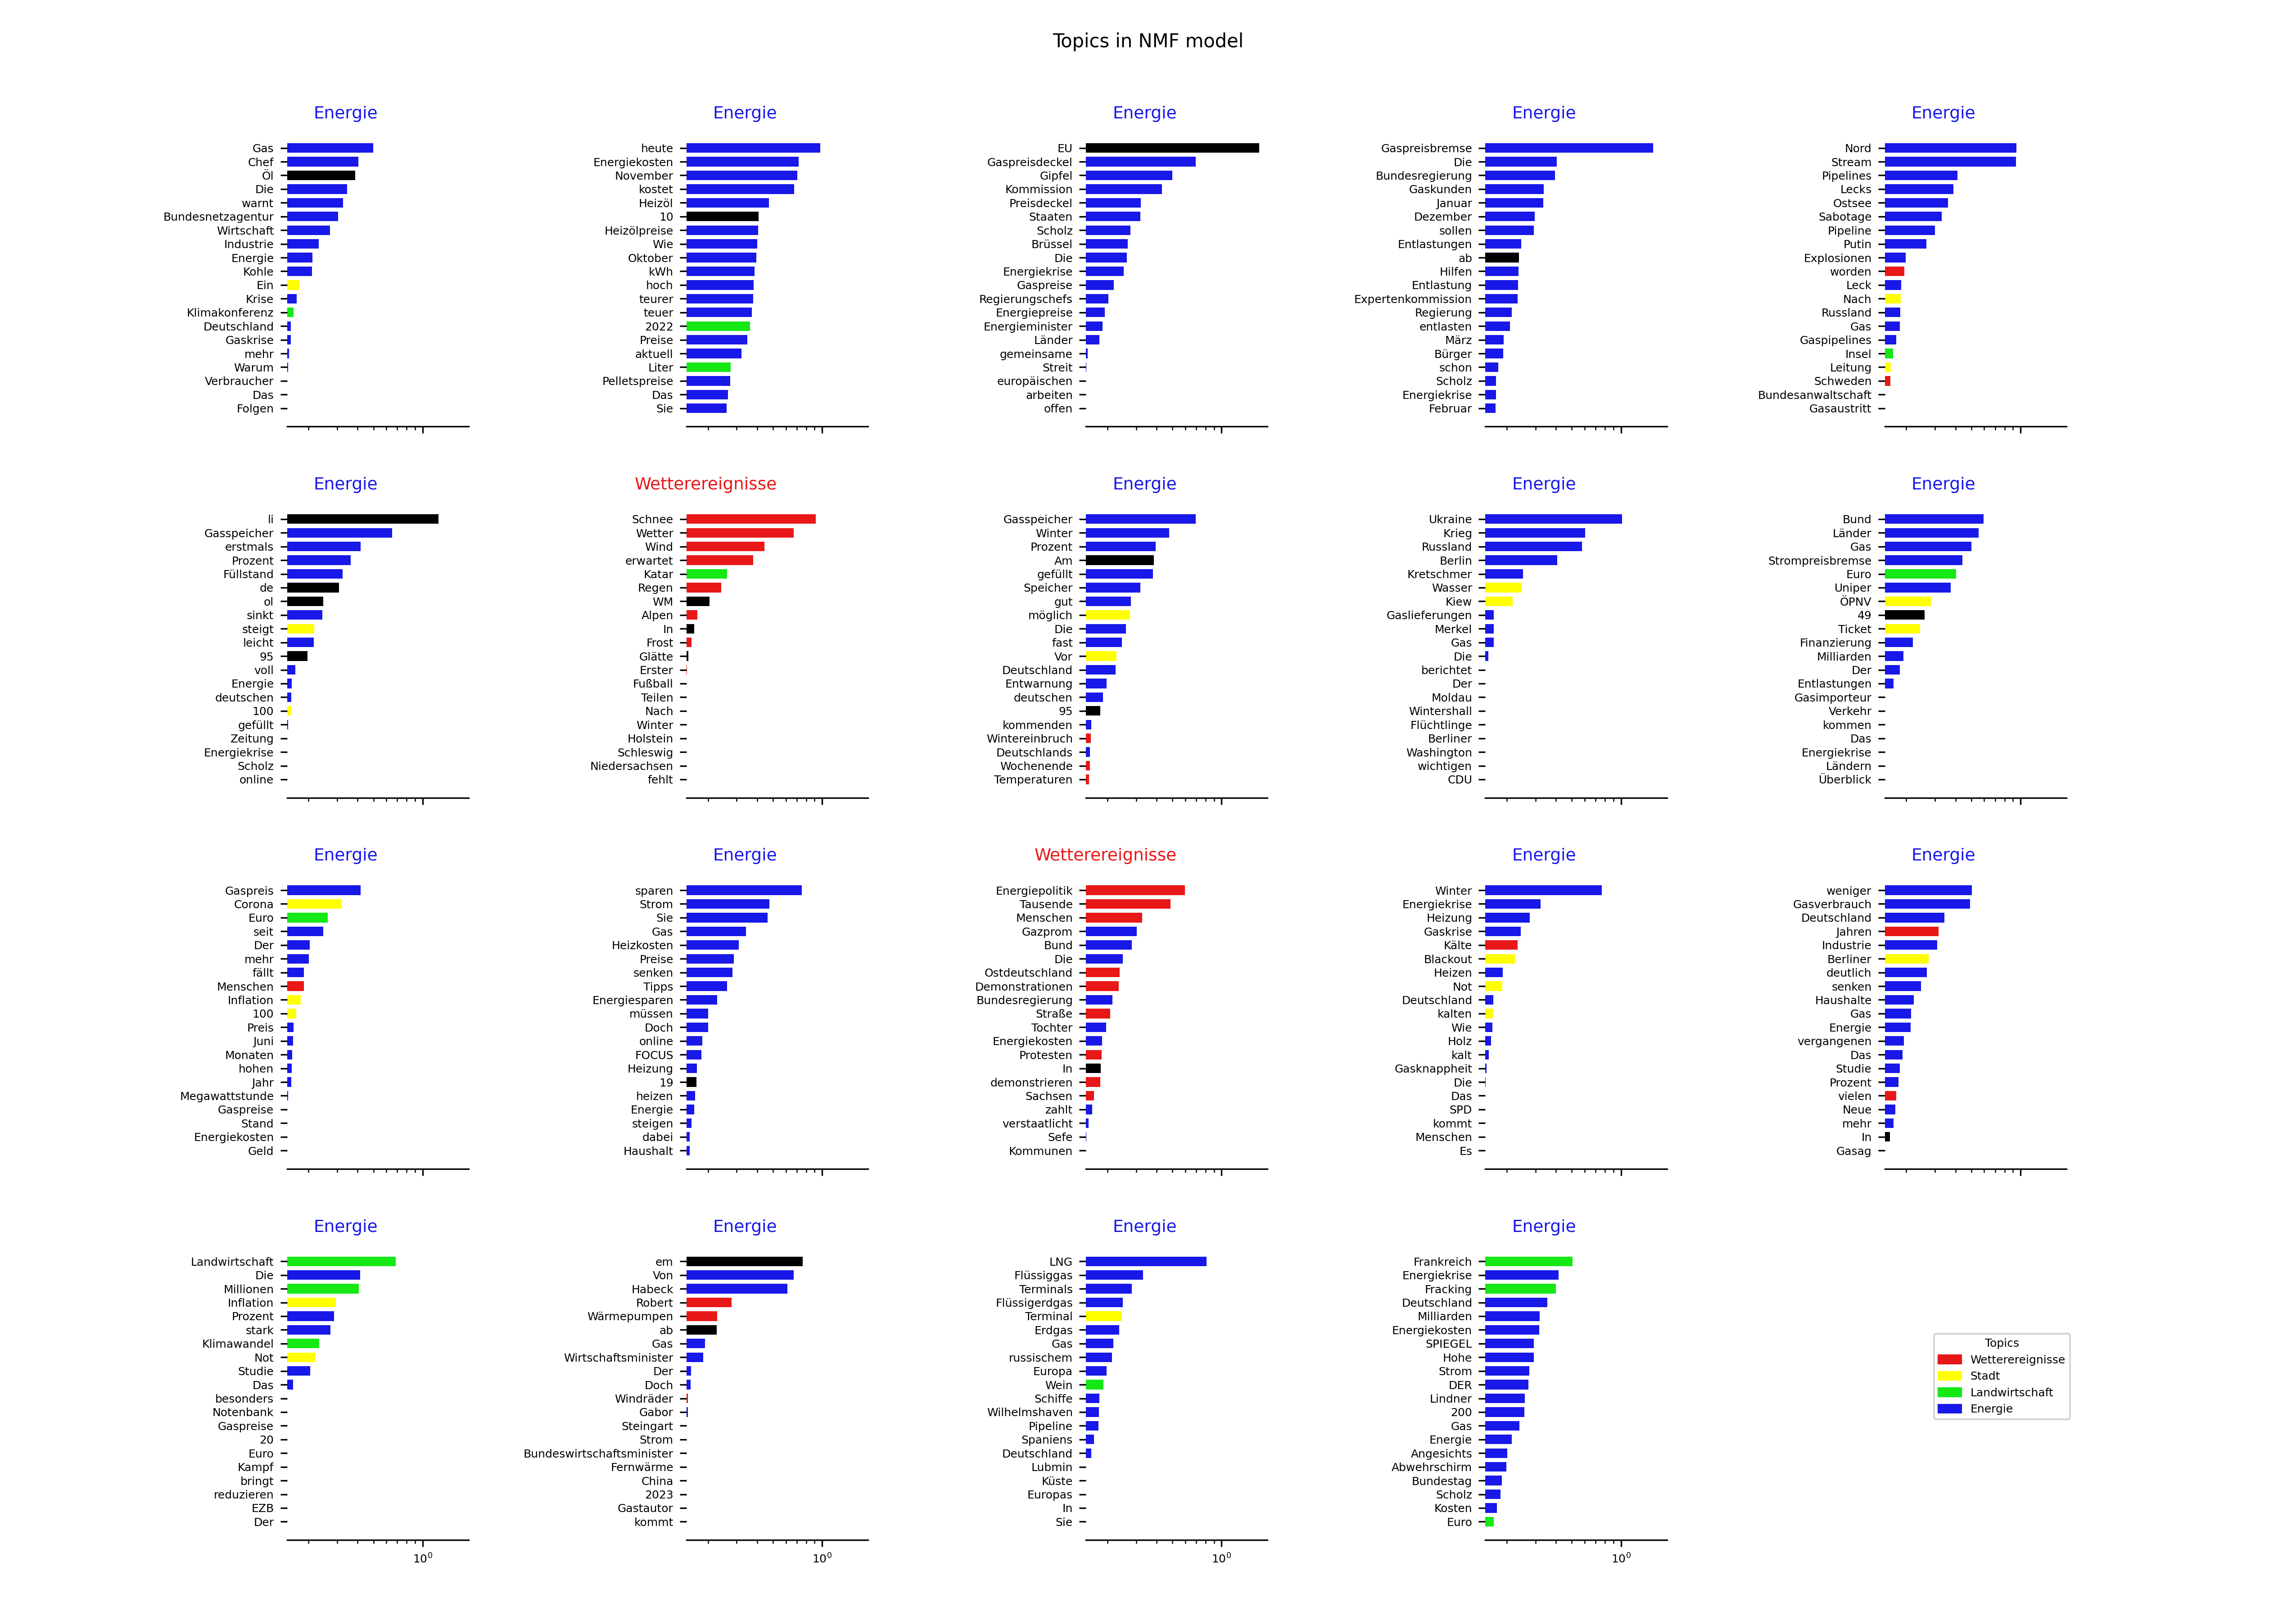 Topics in NMF model
Energie
Gas
Chef
Öl
Die
warnt
Bundesnetzagentur
Wirtschaft
Industrie
Energie
Kohle
Ein
Krise
Klimakonferenz
Deutschland
Gaskrise
mehr
Warum
Verbraucher
Das
Folgen
Energie
heute
Energiekosten
November
kostet
Heizöl
10
Heizölpreise
Wie
Oktober
kWh
hoch
teurer
teuer
2022
Preise
aktuell
Liter
Pelletspreise
Das
Sie
Energie
EU
Gaspreisdeckel
Gipfel
Kommission
Preisdeckel
Staaten
Scholz
Brüssel
Die
Energiekrise
Gaspreise
Regierungschefs
Energiepreise
Energieminister
Länder
gemeinsame
Streit
europäischen
arbeiten
offen
Energie
Gaspreisbremse
Die
Bundesregierung
Gaskunden
Januar
Dezember
sollen
Entlastungen
ab
Hilfen
Entlastung
Expertenkommission
Regierung
entlasten
März
Bürger
schon
Scholz
Energiekrise
Februar
Energie
Nord
Stream
Pipelines
Lecks
Ostsee
Sabotage
Pipeline
Putin
Explosionen
worden
Leck
Nach
Russland
Gas
Gaspipelines
Insel
Leitung
Schweden
Bundesanwaltschaft
Gasaustritt
Energie
li
Gasspeicher
erstmals
Prozent
Füllstand
de
ol
sinkt
steigt
leicht
95
voll
Energie
deutschen
100
gefüllt
Zeitung
Energiekrise
Scholz
online
Wetterereignisse
Schnee
Wetter
Wind
erwartet
Katar
Regen
WM
Alpen
In
Frost
Glätte
Erster
Fußball
Teilen
Nach
Winter
Holstein
Schleswig
Niedersachsen
fehlt
Energie
Gasspeicher
Winter
Prozent
Am
gefüllt
Speicher
gut
möglich
Die
fast
Vor
Deutschland
Entwarnung
deutschen
95
kommenden
Wintereinbruch
Deutschlands
Wochenende
Temperaturen
Energie
Ukraine
Krieg
Russland
Berlin
Kretschmer
Wasser
Kiew
Gaslieferungen
Merkel
Gas
Die
berichtet
Der
Moldau
Wintershall
Flüchtlinge
Berliner
Washington
wichtigen
CDU
Energie
Bund
Länder
Gas
Strompreisbremse
Euro
Uniper
ÖPNV
49
Ticket
Finanzierung
Milliarden
Der
Entlastungen
Gasimporteur
Verkehr
kommen
Das
Energiekrise
Ländern
Überblick
Energie
Gaspreis
Corona
Euro
seit
Der
mehr
fällt
Menschen
Inflation
100
Preis
Juni
Monaten
hohen
Jahr
Megawattstunde
Gaspreise
Stand
Energiekosten
Geld
Energie
sparen
Strom
Sie
Gas
Heizkosten
Preise
senken
Tipps
Energiesparen
müssen
Doch
online
FOCUS
Heizung
19
heizen
Energie
steigen
dabei
Haushalt
Wetterereignisse
Energiepolitik
Tausende
Menschen
Gazprom
Bund
Die
Ostdeutschland
Demonstrationen
Bundesregierung
Straße
Tochter
Energiekosten
Protesten
In
demonstrieren
Sachsen
zahlt
verstaatlicht
Sefe
Kommunen
Energie
Winter
Energiekrise
Heizung
Gaskrise
Kälte
Blackout
Heizen
Not
Deutschland
kalten
Wie
Holz
kalt
Gasknappheit
Die
Das
SPD
kommt
Menschen
Es
Energie
weniger
Gasverbrauch
Deutschland
Jahren
Industrie
Berliner
deutlich
senken
Haushalte
Gas
Energie
vergangenen
Das
Studie
Prozent
vielen
Neue
mehr
In
Gasag
Energie
Landwirtschaft
Die
Millionen
Inflation
Prozent
stark
Klimawandel
Not
Studie
Das
besonders
Notenbank
Gaspreise
20
Euro
Kampf
bringt
reduzieren
EZB
Der
10⁰
Energie
em
Von
Habeck
Robert
Wärmepumpen
ab
Gas
Wirtschaftsminister
Der
Doch
Windräder
Gabor
Steingart
Strom
Bundeswirtschaftsminister
Fernwärme
China
2023
Gastautor
kommt
10⁰
Energie
LNG
Flüssiggas
Terminals
Flüssigerdgas
Terminal
Erdgas
Gas
russischem
Europa
Wein
Schiffe
Wilhelmshaven
Pipeline
Spaniens
Deutschland
Lubmin
Küste
Europas
In
Sie
10⁰
Energie
Frankreich
Energiekrise
Fracking
Deutschland
Milliarden
Energiekosten
SPIEGEL
Hohe
Strom
DER
Lindner
200
Gas
Energie
Angesichts
Abwehrschirm
Bundestag
Scholz
Kosten
Euro
10⁰
Topics
Wetterereignisse
Stadt
Landwirtschaft
Energie